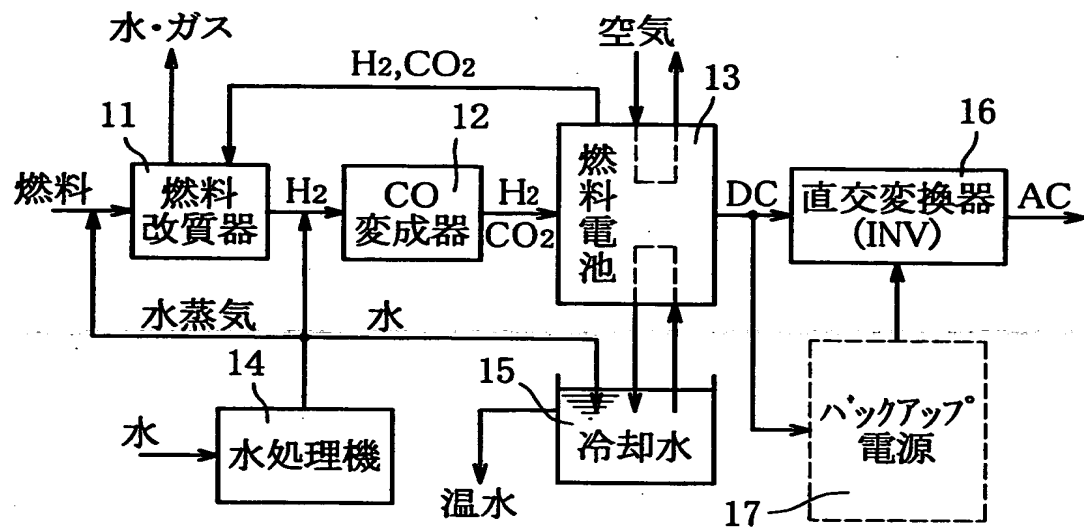 水・ガス
空気
H2,CO2
13
11
12
16
燃料
燃料
改質器
H2
CO
変成器
H2
CO2
燃料電池
DC
直交変換器
(INV)
AC
水蒸気
水
14
15
水
水処理機
冷却水
温水
バックアップ
電源
17